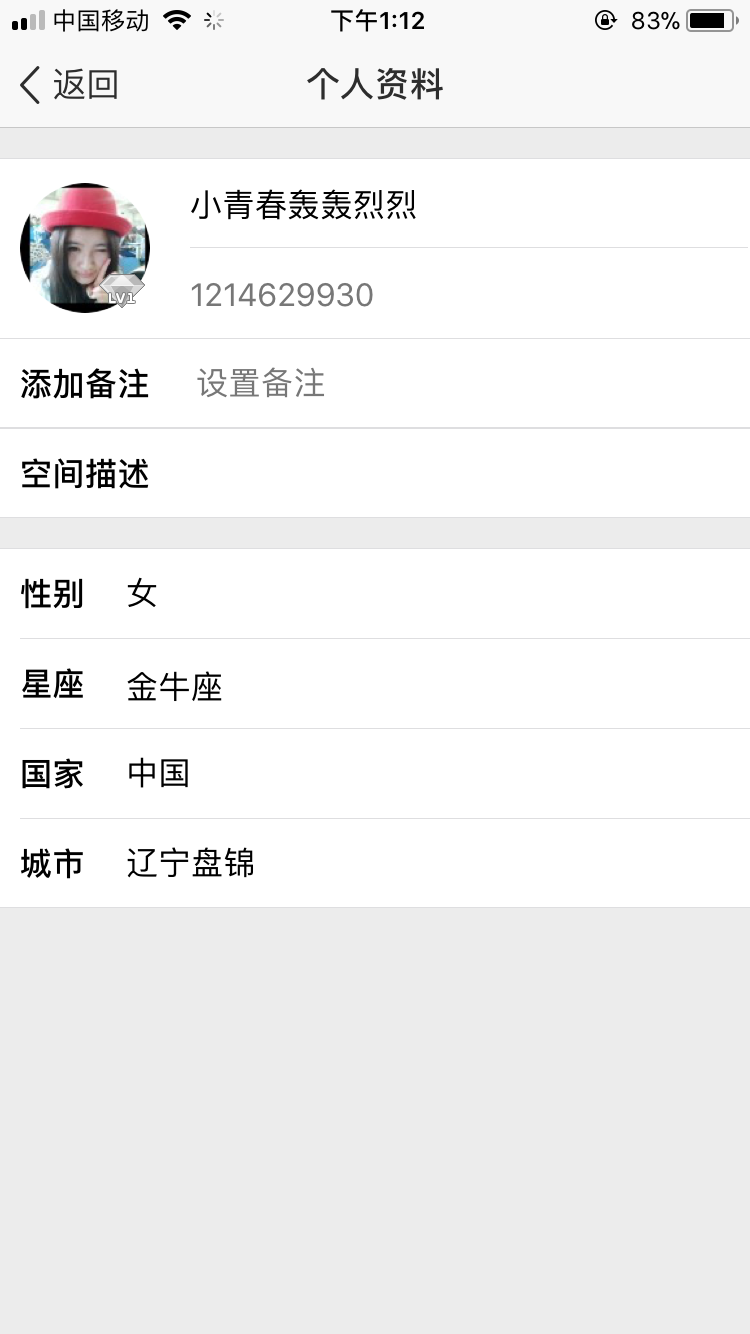 中国移动 下午1:12 83%
返回 个人资料
小青春轰轰烈烈
LV1
1214629930
添加备注 设置备注
空间描述
性别 女
星座 金牛座
国家 中国
城市 辽宁盘锦